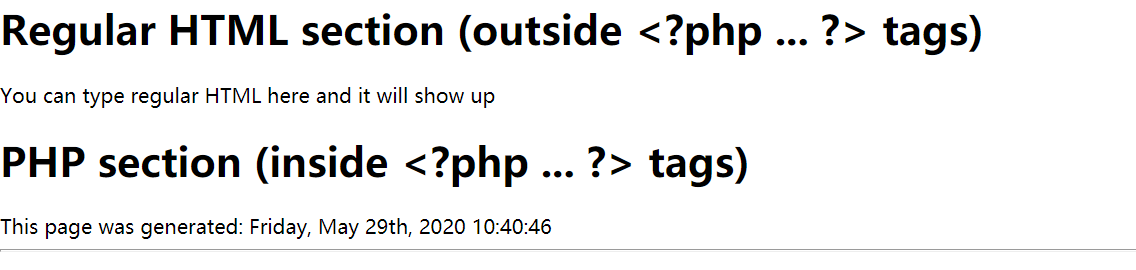 Regular HTML section (outside <?php ... ?> tags)
You can type regular HTML here and it will show up
PHP section (inside <?php ... ?> tags)
This page was generated: Friday, May 29th, 2020 10:40:46